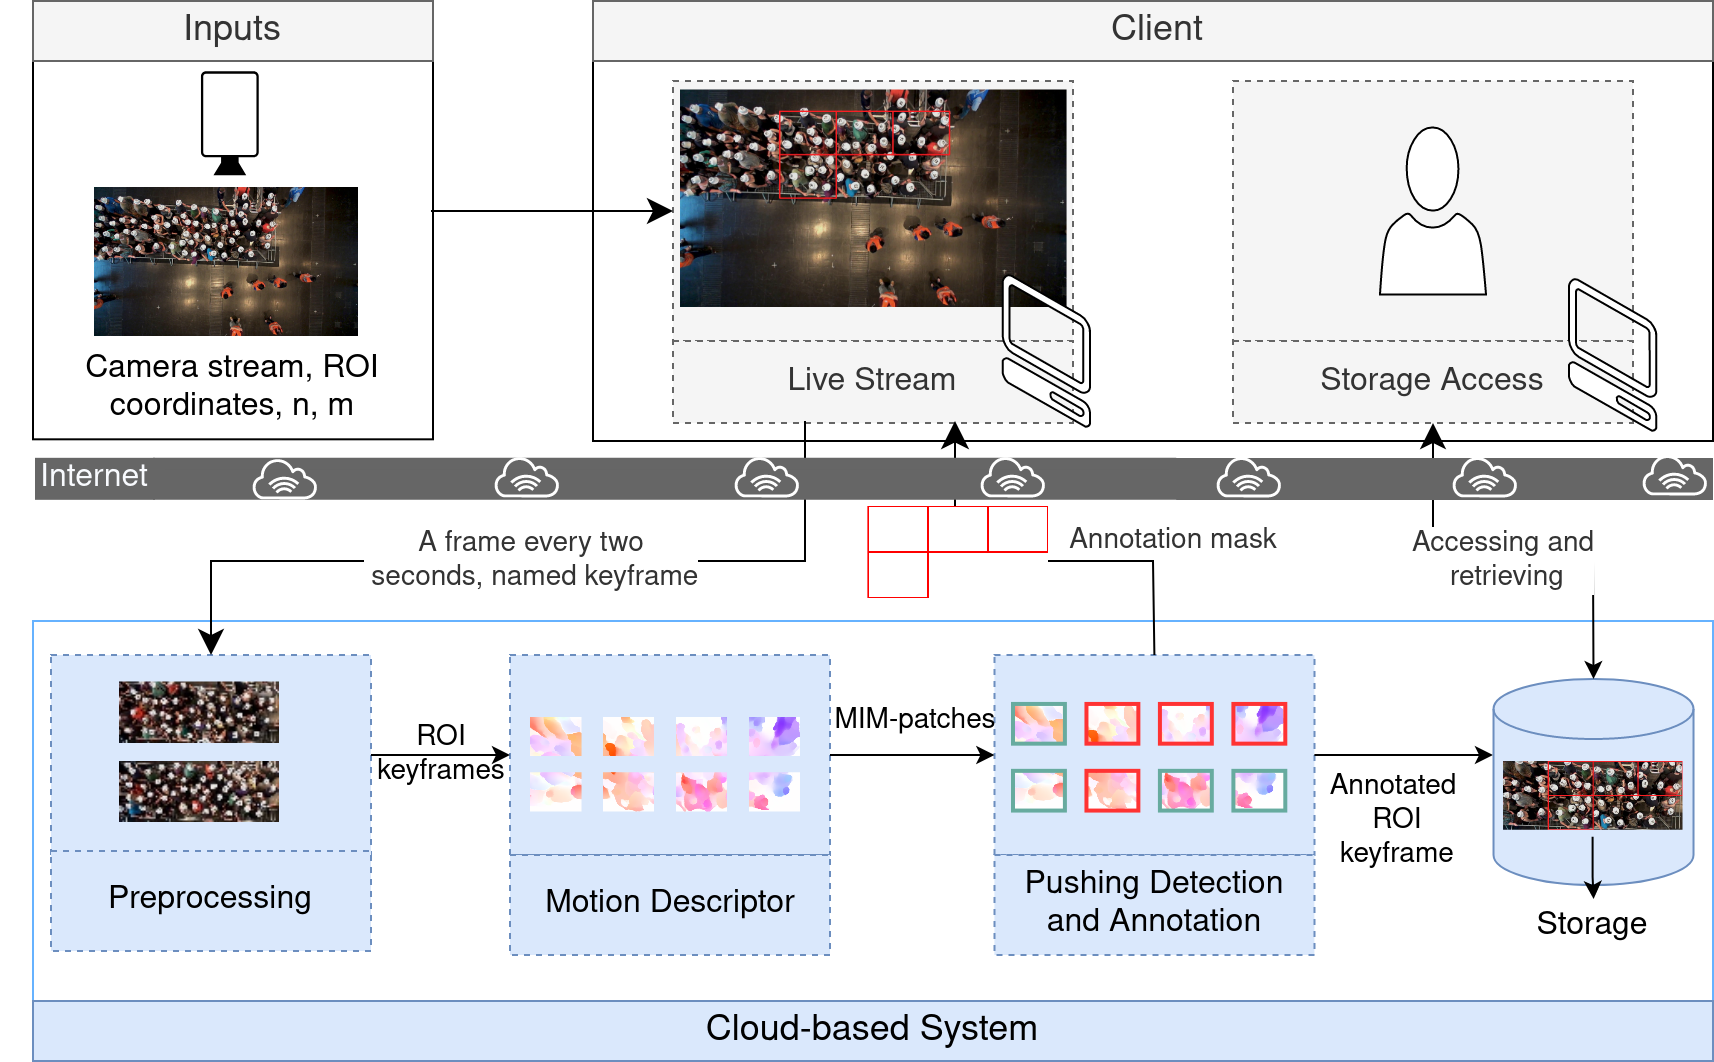 Inputs
Client
Camera stream, ROI
coordinates, n, m
Live Stream
Storage Access
Internet
A frame every two
seconds, named keyframe
Annotation mask
Accessing and
retrieving
ROI
keyframes
MIM-patches
Annotated
ROI
keyframe
Preprocessing
Motion Descriptor
Pushing Detection
and Annotation
Storage
Cloud-based System